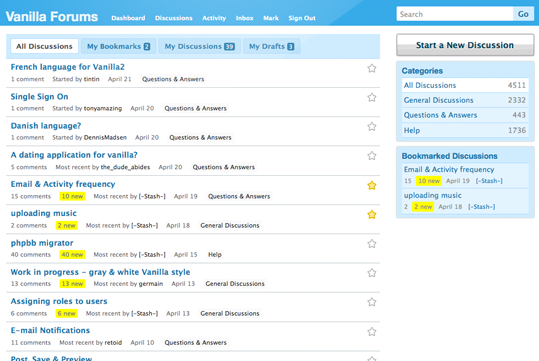 Vanilla Forums Dashboard Discussions Activity Inbox Mark Sign Out Search Go
All Discussions My Bookmarks 2 My Discussions 39 My Drafts 3
French language for Vanilla2
1 comment Started by tintin April 21 Questions & Answers
Single Sign On
1 comment Started by tonyamazing April 20 Questions & Answers
Danish language?
1 comment Started by DennisMadsen April 20 Questions & Answers
A dating application for vanilla?
5 comments Most recent by the_dude_abides April 20 Questions & Answers
Email & Activity frequency
15 comments 10 new Most recent by [-Stash-] April 19 Questions & Answers
uploading music
2 comments 2 new Most recent by [-Stash-] April 18 General Discussions
phpbb migrator
40 comments 40 new Most recent by [-Stash-] April 15 Help
Work in progress - gray & white Vanilla style
13 comments 13 new Most recent by germain April 13 General Discussions
Assigning roles to users
6 comments 6 new Most recent by [-Stash-] April 13 General Discussions
E-mail Notifications
11 comments Most recent by retoid April 10 Questions & Answers
Post, Save & Preview
Start a New Discussion
Categories
All Discussions 4511
General Discussions 2332
Questions & Answers 443
Help 1736
Bookmarked Discussions
Email & Activity frequency
15 10 new April 19 [-Stash-]
uploading music
2 2 new April 18 [-Stash-]